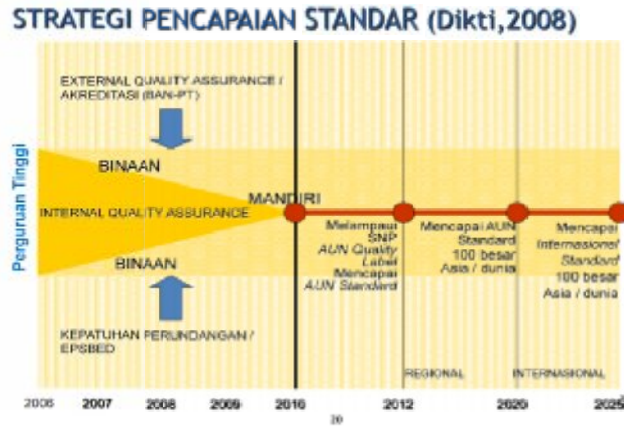 STRATEGI PENCAPAIAN STANDAR (Dikti,2008)
EXTERNAL QUALITY ASSURANCE /
AKREDITASI (BAN-PT)
Perguruan Tinggi
BINAAN
MANDIRI
INTERNAL QUALITY ASSURANCE
BINAAN
KEPATUHAN PERUNDANGAN /
EPSBED
Melampaui
SNP
AUN Quality
Label
Mencapai
AUN Standard
Mencapai AUN
Standard
100 besar
Asia / dunia
Mencapai
Internasional
Standard
100 besar
Asia / dunia
REGIONAL
INTERNASIONAL
2006 2007 2008 2009 2010 2012 2020 2025
20